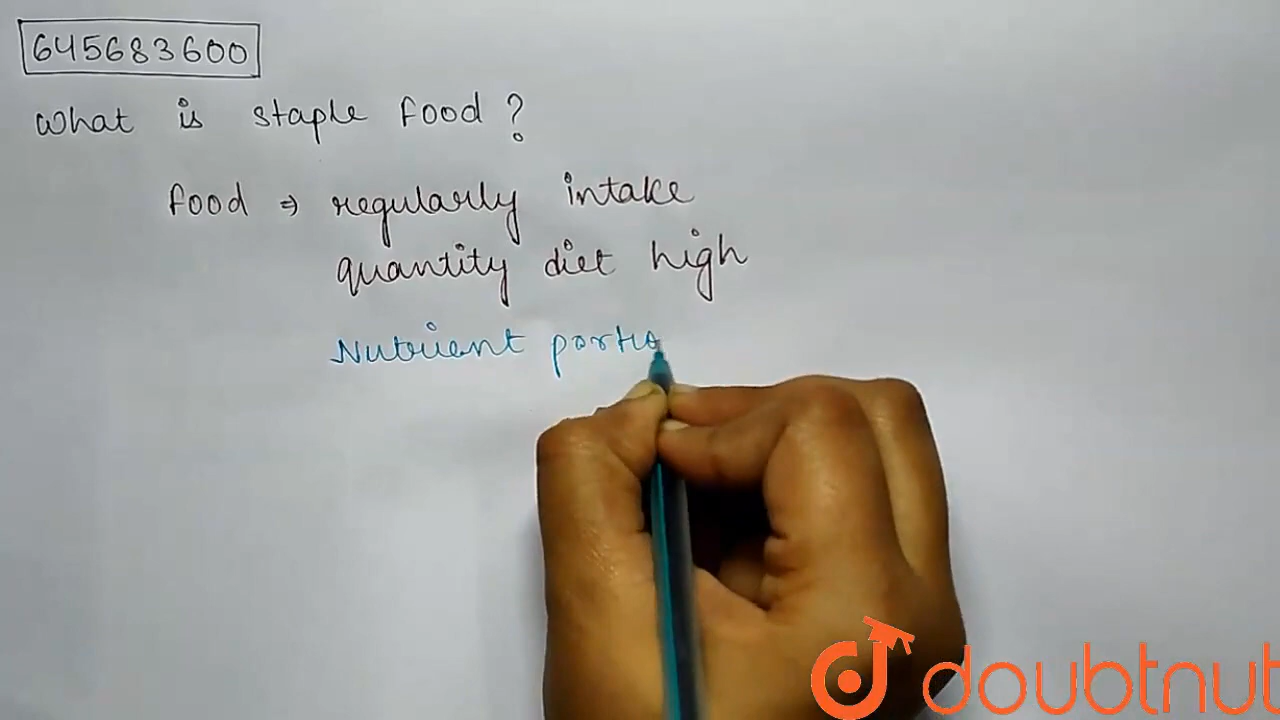 645683600
What is staple food?
food ⇒ regularly intake
quantity diet high
Nutrient portio
doubtnut